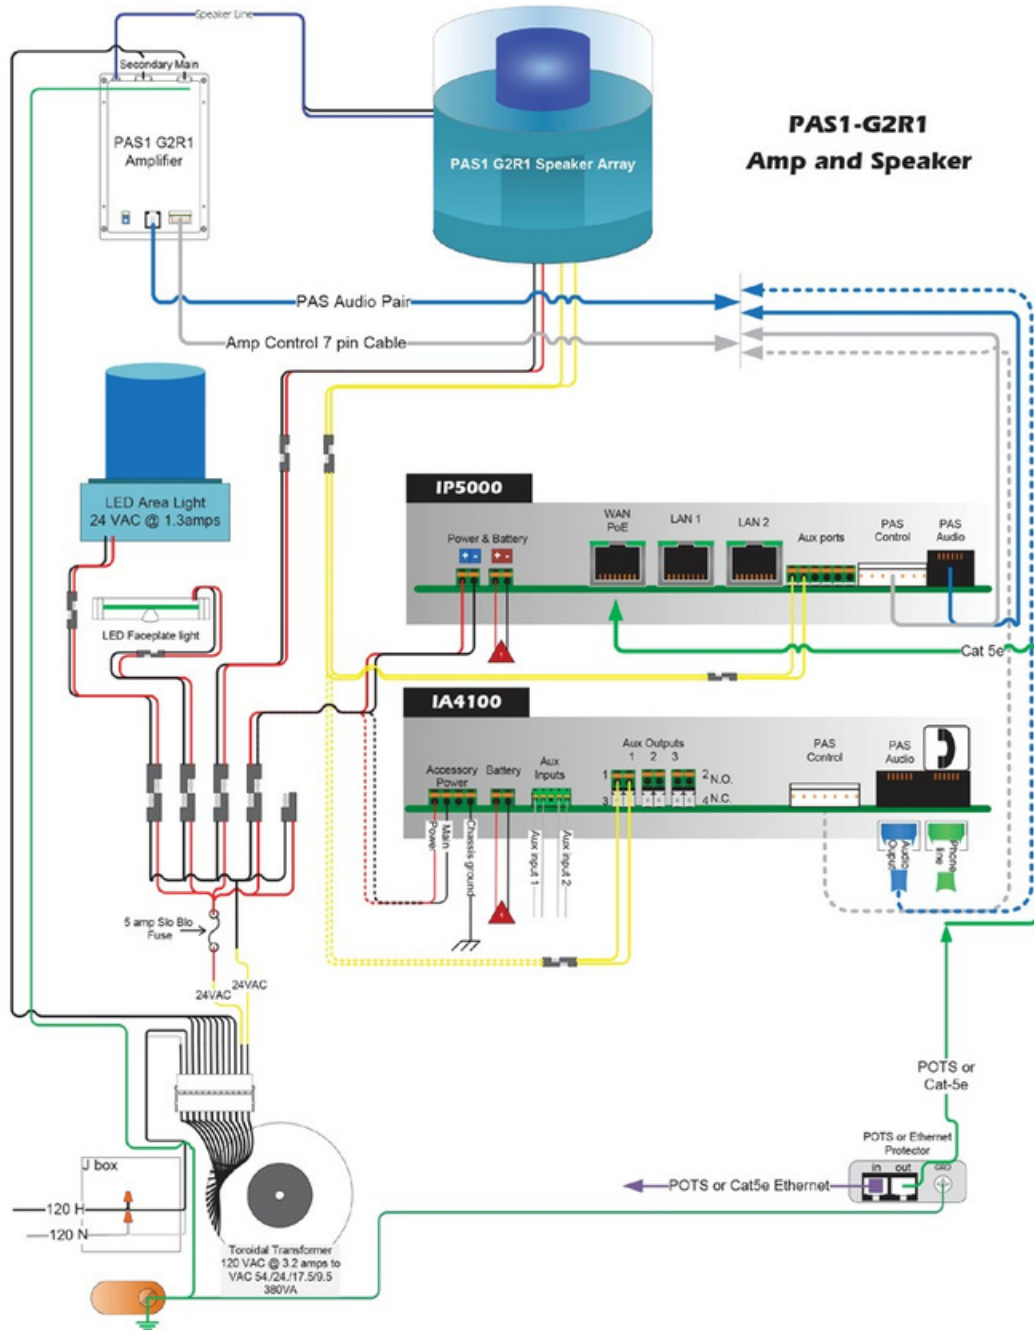 Speaker Line
Secondary Main
PAS1 G2R1
Amplifier
PAS1 G2R1 Speaker Array
PAS1-G2R1
Amp and Speaker
PAS Audio Pair
Amp Control 7 pin Cable
LED Area Light
24 VAC @ 1.3amps
LED Faceplate light
IP5000
Power & Battery
+ -
+ -
WAN
PoE
LAN 1
LAN 2
Aux ports
PAS
Control
PAS
Audio
1
Cat 5e
IA4100
Accessory
Power
Battery
Aux
Inputs
Aux Outputs
1 2 3
1
2 N.O.
3
4 N.C.
PAS
Control
PAS
Audio
Main
Power
Chassis ground
1
Aux input 1
Aux input 2
Audio
Ouput
Phone
line
5 amp Slo Blo
Fuse
24VAC
24VAC
POTS or
Cat-5e
POTS or Ethernet
Protector
in out GRD
POTS or Cat5e Ethernet
J box
120 H
120 N
Toroidal Transformer
120 VAC @ 3.2 amps to
VAC 54./24./17.5/9.5
380VA